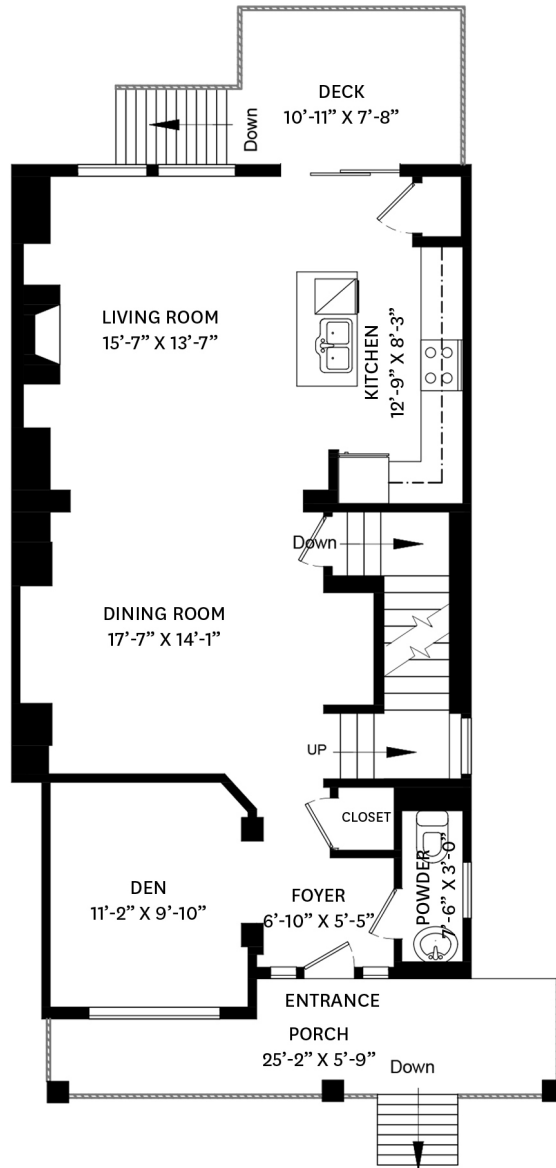 DECK
10’-11” X 7’-8”
Down
LIVING ROOM
15’-7” X 13’-7”
KITCHEN
12’-9” X 8’-3”
Down
DINING ROOM
17’-7” X 14’-1”
UP
CLOSET
DEN
11’-2” X 9’-10”
FOYER
6’-10” X 5’-5”
POWDER
7’-6” X 3’-0”
ENTRANCE
PORCH
25’-2” X 5’-9”
Down